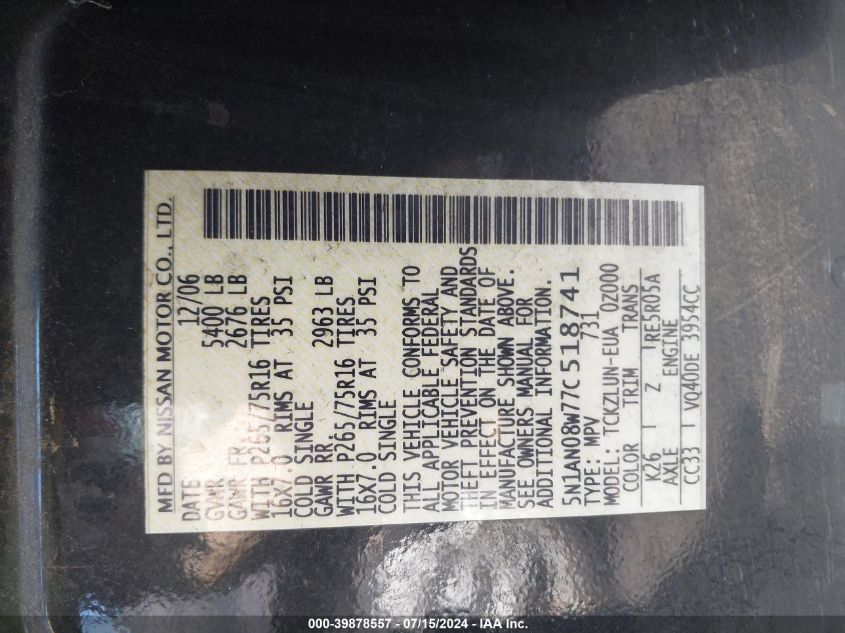 MFD BY NISSAN MOTOR CO., LTD.
DATE: 12/06
GVWR 5400 LB
GAWR FR. 2676 LB
WITH P265/75R16 TIRES
16X7.0 RIMS AT 35 PSI
COLD SINGLE
GAWR RR. 2963 LB
WITH P265/75R16 TIRES
16X7.0 RIMS AT 35 PSI
COLD SINGLE
THIS VEHICLE CONFORMS TO
ALL APPLICABLE FEDERAL
MOTOR VEHICLE SAFETY AND
THEFT PREVENTION STANDARDS
IN EFFECT ON THE DATE OF
MANUFACTURE SHOWN ABOVE.
SEE OWNERS MANUAL FOR
ADDITIONAL INFORMATION.
5N1AN08W77C518741
TYPE: MPV 731
MODEL: TCKZLUN-EUA 0Z000
COLOR TRIM TRANS
K26 Z RE5R05A
AXLE ENGINE
CC33 VQ40DE 3954CC
000-39878557 - 07/15/2024 - IAA Inc.